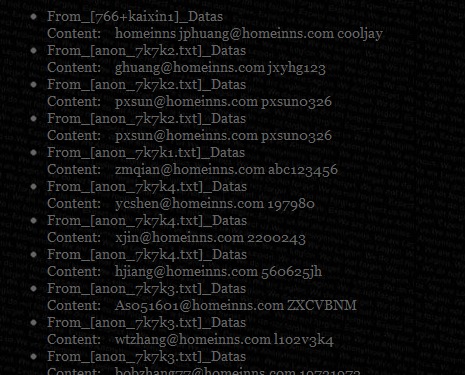 From_[766+kaixin1]_Datas
Content: homeinns jphuang@homeinns.com cooljay
From_[anon_7k7k2.txt]_Datas
Content: ghuang@homeinns.com jxyhg123
From_[anon_7k7k2.txt]_Datas
Content: pxsun@homeinns.com pxsun0326
From_[anon_7k7k2.txt]_Datas
Content: pxsun@homeinns.com pxsun0326
From_[anon_7k7k1.txt]_Datas
Content: zmqian@homeinns.com abc123456
From_[anon_7k7k4.txt]_Datas
Content: ycshen@homeinns.com 197980
From_[anon_7k7k4.txt]_Datas
Content: xjin@homeinns.com 2200243
From_[anon_7k7k4.txt]_Datas
Content: hjiang@homeinns.com 560625jh
From_[anon_7k7k3.txt]_Datas
Content: As051601@homeinns.com ZXCVBNM
From_[anon_7k7k3.txt]_Datas
Content: wtzhang@homeinns.com l1o2v3k4
From_[anon_7k7k3.txt]_Datas
Content: